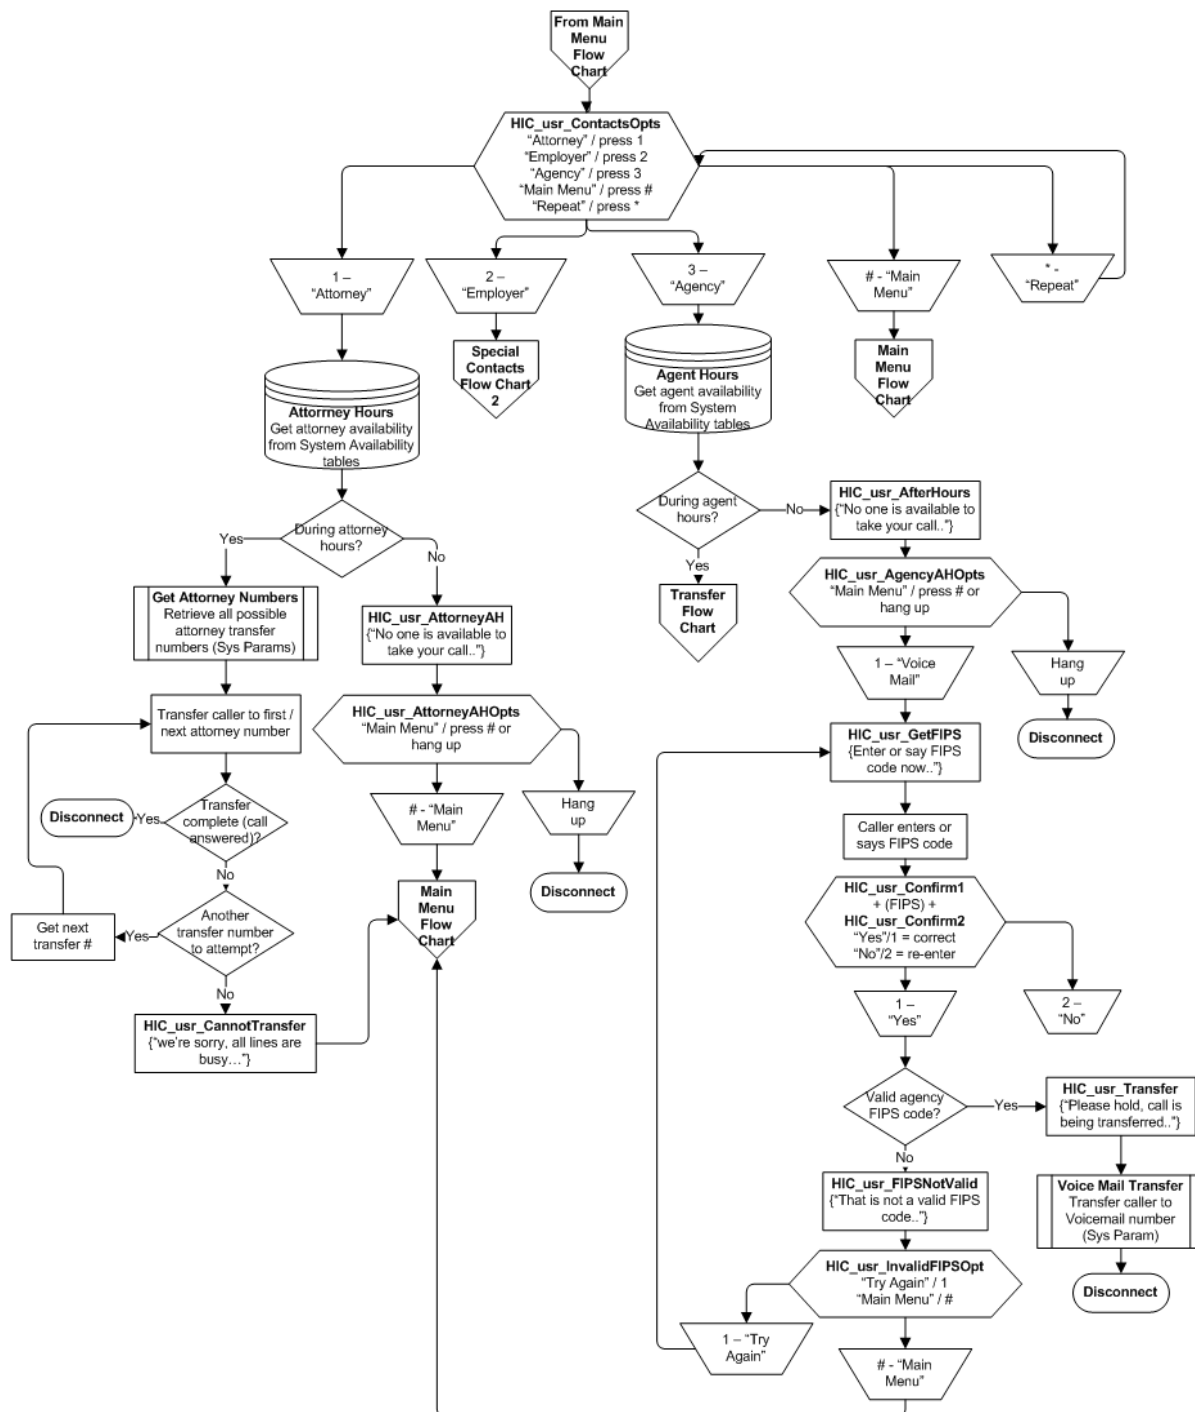 From Main
Menu
Flow
Chart
HIC_usr_ContactsOpts
“Attorney” / press 1
“Employer” / press 2
“Agency” / press 3
“Main Menu” / press #
“Repeat” / press *
1 –
“Attorney”
2 –
“Employer”
3 –
“Agency”
# - “Main
Menu”
* -
“Repeat”
Special
Contacts
Flow Chart
2
Main
Menu
Flow
Chart
Attorrney Hours
Get attorney availability
from System Availability
tables
Agent Hours
Get agent availability
from System
Availability tables
During attorney
hours?
Yes
No
During agent
hours?
No
Yes
HIC_usr_AfterHours
{“No one is available to
take your call..”}
Transfer
Flow
Chart
HIC_usr_AgencyAHOpts
“Main Menu” / press # or
hang up
Get Attorney Numbers
Retrieve all possible
attorney transfer
numbers (Sys Params)
HIC_usr_AttorneyAH
{“No one is available to
take your call..”}
1 – “Voice
Mail”
Hang
up
Disconnect
Transfer caller to first /
next attorney number
HIC_usr_AttorneyAHOpts
“Main Menu” / press # or
hang up
HIC_usr_GetFIPS
{Enter or say FIPS
code now..”}
Disconnect
Yes
Transfer
complete (call
answered)?
No
# - “Main
Menu”
Hang
up
Disconnect
Caller enters or
says FIPS code
Get next
transfer #
Yes
Another
transfer number
to attempt?
No
Main
Menu
Flow
Chart
HIC_usr_Confirm1
+ (FIPS) +
HIC_usr_Confirm2
“Yes”/1 = correct
“No”/2 = re-enter
1 –
“Yes”
2 –
“No”
HIC_usr_CannotTransfer
{“we’re sorry, all lines are
busy…”}
Valid agency
FIPS code?
Yes
No
HIC_usr_Transfer
{“Please hold, call is
being transferred..”}
HIC_usr_FIPSNotValid
{“That is not a valid FIPS
code..”}
Voice Mail Transfer
Transfer caller to
Voicemail number
(Sys Param)
HIC_usr_InvalidFIPSOpt
“Try Again” / 1
“Main Menu” / #
Disconnect
1 – “Try
Again”
# - “Main
Menu”